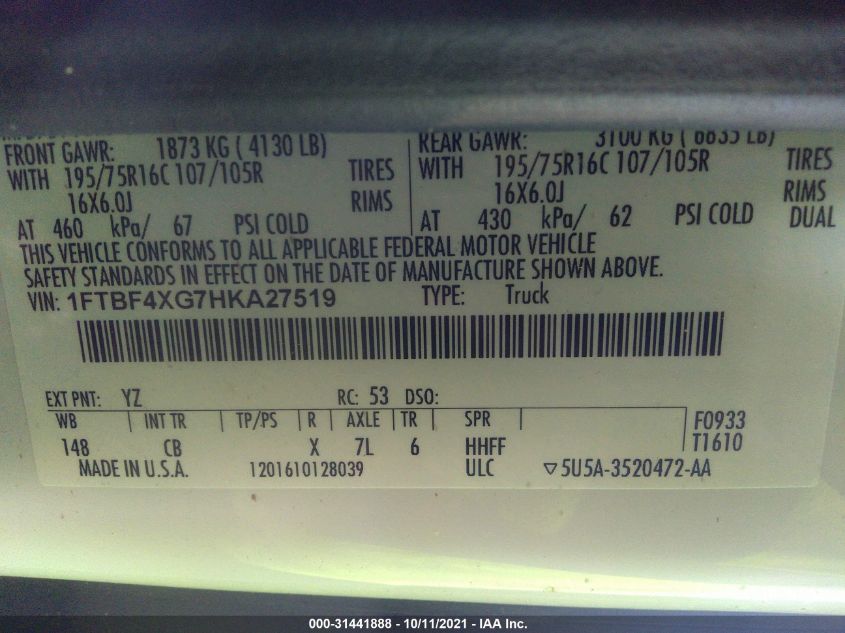 FRONT GAWR: 1873 KG ( 4130 LB) REAR GAWR: 3100 KG ( 6835 LB)
WITH 195/75R16C 107/105R TIRES WITH 195/75R16C 107/105R TIRES
16X6.0J RIMS 16X6.0J RIMS
AT 460 kPa/ 67 PSI COLD AT 430 kPa/ 62 PSI COLD DUAL
THIS VEHICLE CONFORMS TO ALL APPLICABLE FEDERAL MOTOR VEHICLE
SAFETY STANDARDS IN EFFECT ON THE DATE OF MANUFACTURE SHOWN ABOVE.
VIN: 1FTBF4XG7HKA27519 TYPE: Truck
EXT PNT: YZ RC: 53 DSO:
WB INT TR TP/PS R AXLE TR SPR F0933
148 CB X 7L 6 HHFF T1610
MADE IN U.S.A. 1201610128039 ULC ▽5U5A-3520472-AA
000-31441888 - 10/11/2021 - IAA Inc.